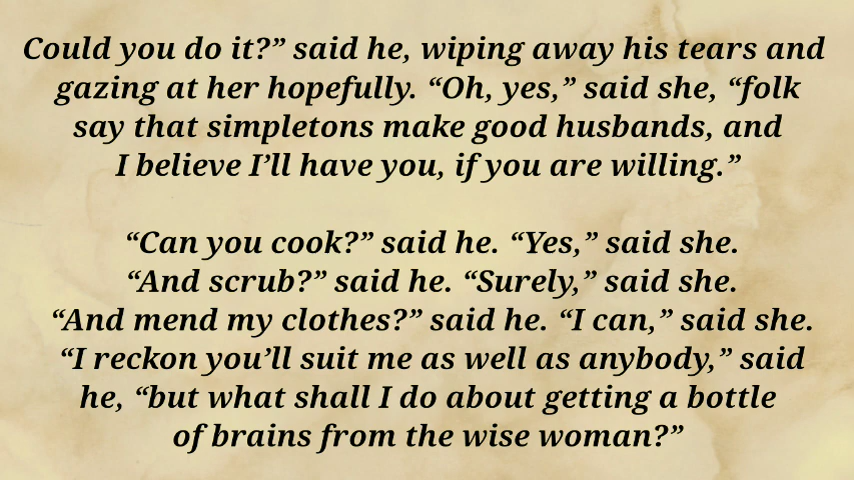 Could you do it?” said he, wiping away his tears and
gazing at her hopefully. “Oh, yes,” said she, “folk
say that simpletons make good husbands, and
I believe I’ll have you, if you are willing.”
“Can you cook?” said he. “Yes,” said she.
“And scrub?” said he. “Surely,” said she.
“And mend my clothes?” said he. “I can,” said she.
“I reckon you’ll suit me as well as anybody,” said
he, “but what shall I do about getting a bottle
of brains from the wise woman?”